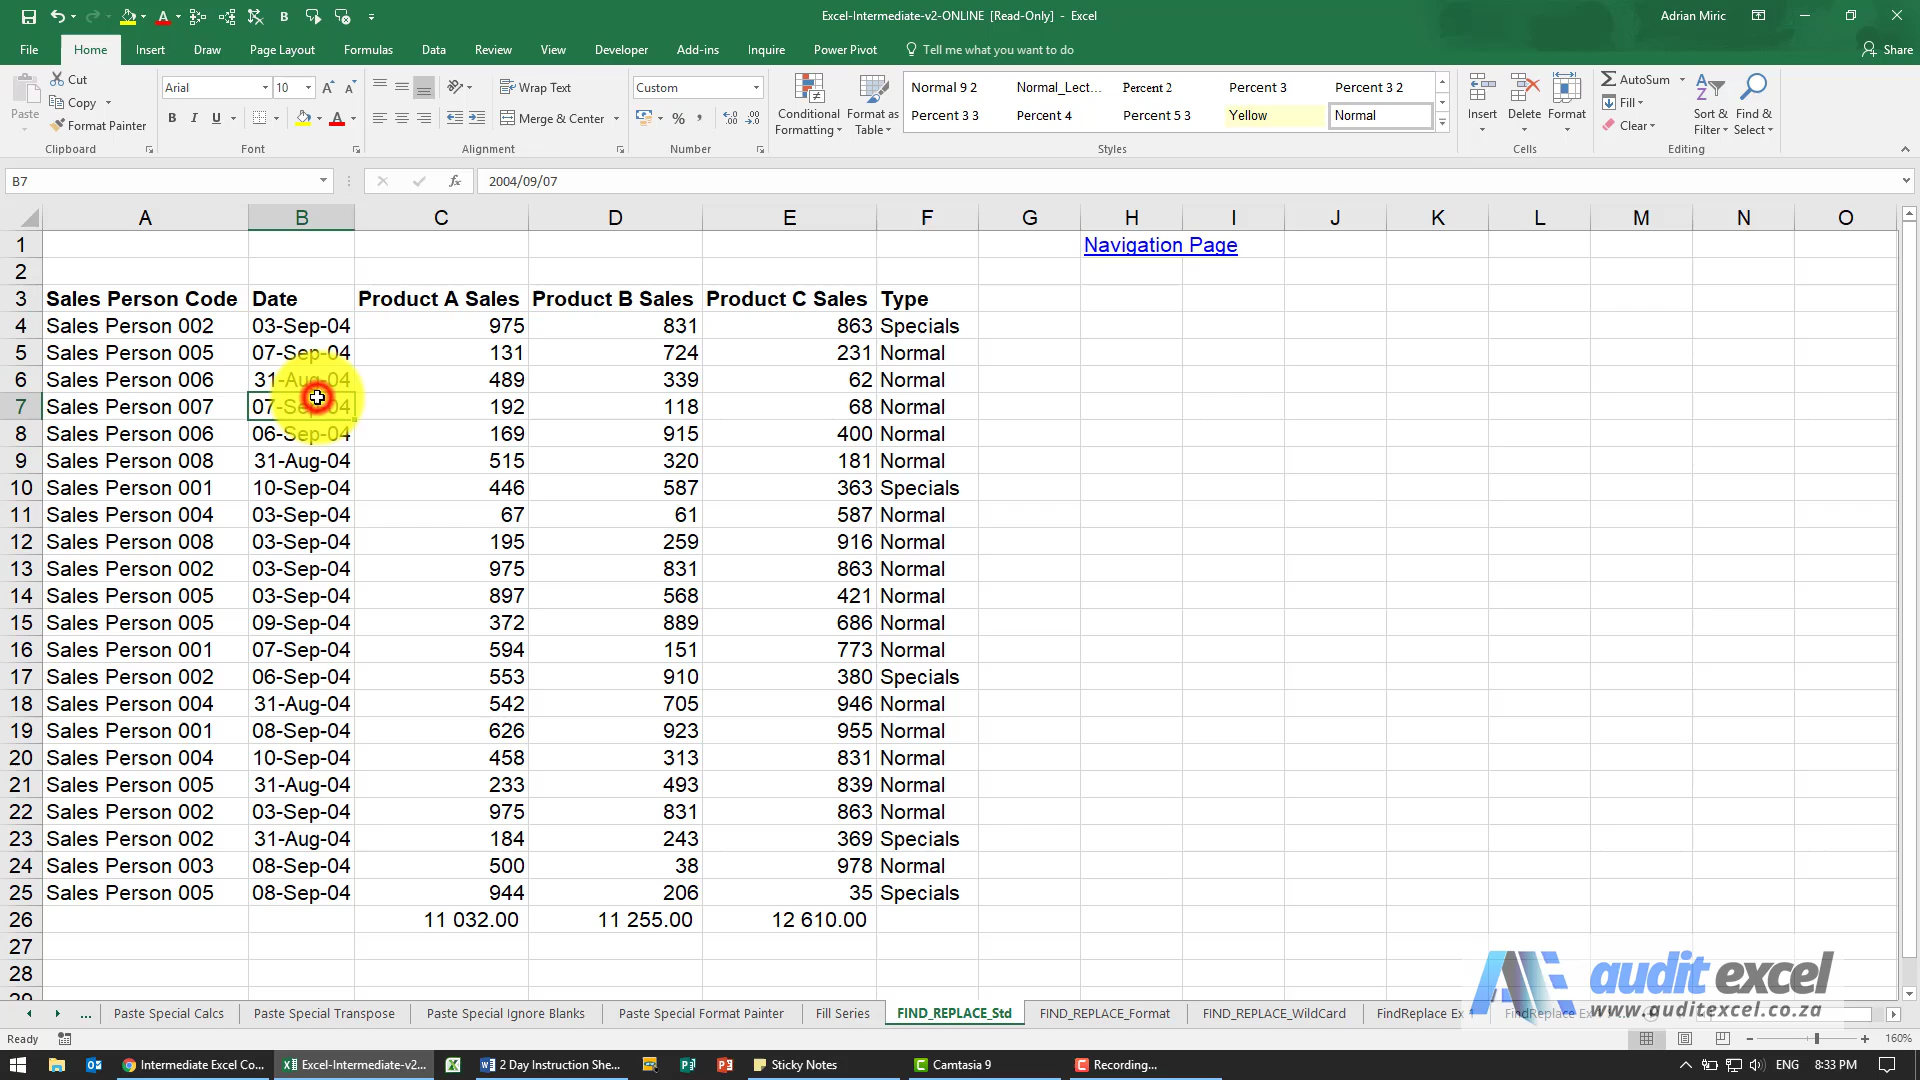 Excel-Intermediate-v2-ONLINE [Read-Only] - Excel
Adrian Miric
File Home Insert Draw Page Layout Formulas Data Review View Developer Add-ins Inquire Power Pivot Tell me what you want to do Share
Paste
Cut
Copy
Format Painter
Clipboard
Arial 10
B I U
Font
Wrap Text
Merge & Center
Alignment
Custom
%
Number
Conditional Formatting
Format as Table
Normal 9 2 Normal_Lect... Percent 2 Percent 3 Percent 3 2
Percent 3 3 Percent 4 Percent 5 3 Yellow Normal
Styles
Insert Delete Format
Cells
AutoSum
Fill
Clear
Sort & Filter
Find & Select
Editing
B7 fx 2004/09/07
A B C D E F G H I J K L M N O
1 Navigation Page
2
3 Sales Person Code Date Product A Sales Product B Sales Product C Sales Type
4 Sales Person 002 03-Sep-04 975 831 863 Specials
5 Sales Person 005 07-Sep-04 131 724 231 Normal
6 Sales Person 006 31-Aug-04 489 339 62 Normal
7 Sales Person 007 07-Sep-04 192 118 68 Normal
8 Sales Person 006 06-Sep-04 169 915 400 Normal
9 Sales Person 008 31-Aug-04 515 320 181 Normal
10 Sales Person 001 10-Sep-04 446 587 363 Specials
11 Sales Person 004 03-Sep-04 67 61 587 Normal
12 Sales Person 008 03-Sep-04 195 259 916 Normal
13 Sales Person 002 03-Sep-04 975 831 863 Normal
14 Sales Person 005 03-Sep-04 897 568 421 Normal
15 Sales Person 005 09-Sep-04 372 889 686 Normal
16 Sales Person 001 07-Sep-04 594 151 773 Normal
17 Sales Person 002 06-Sep-04 553 910 380 Specials
18 Sales Person 004 31-Aug-04 542 705 946 Normal
19 Sales Person 001 08-Sep-04 626 923 955 Normal
20 Sales Person 004 10-Sep-04 458 313 831 Normal
21 Sales Person 005 31-Aug-04 233 493 839 Normal
22 Sales Person 002 03-Sep-04 975 831 863 Normal
23 Sales Person 002 31-Aug-04 184 243 369 Specials
24 Sales Person 003 08-Sep-04 500 38 978 Normal
25 Sales Person 005 08-Sep-04 944 206 35 Specials
26 11 032.00 11 255.00 12 610.00
27
28
29
audit excel
www.auditexcel.co.za
... Paste Special Calcs Paste Special Transpose Paste Special Ignore Blanks Paste Special Format Painter Fill Series FIND_REPLACE_Std FIND_REPLACE_Format FIND_REPLACE_WildCard FindReplace Ex FindReplace Ex
Ready 160%
Intermediate Excel Co... Excel-Intermediate-v2... 2 Day Instruction She... Sticky Notes Camtasia 9 Recording... ENG 8:33 PM